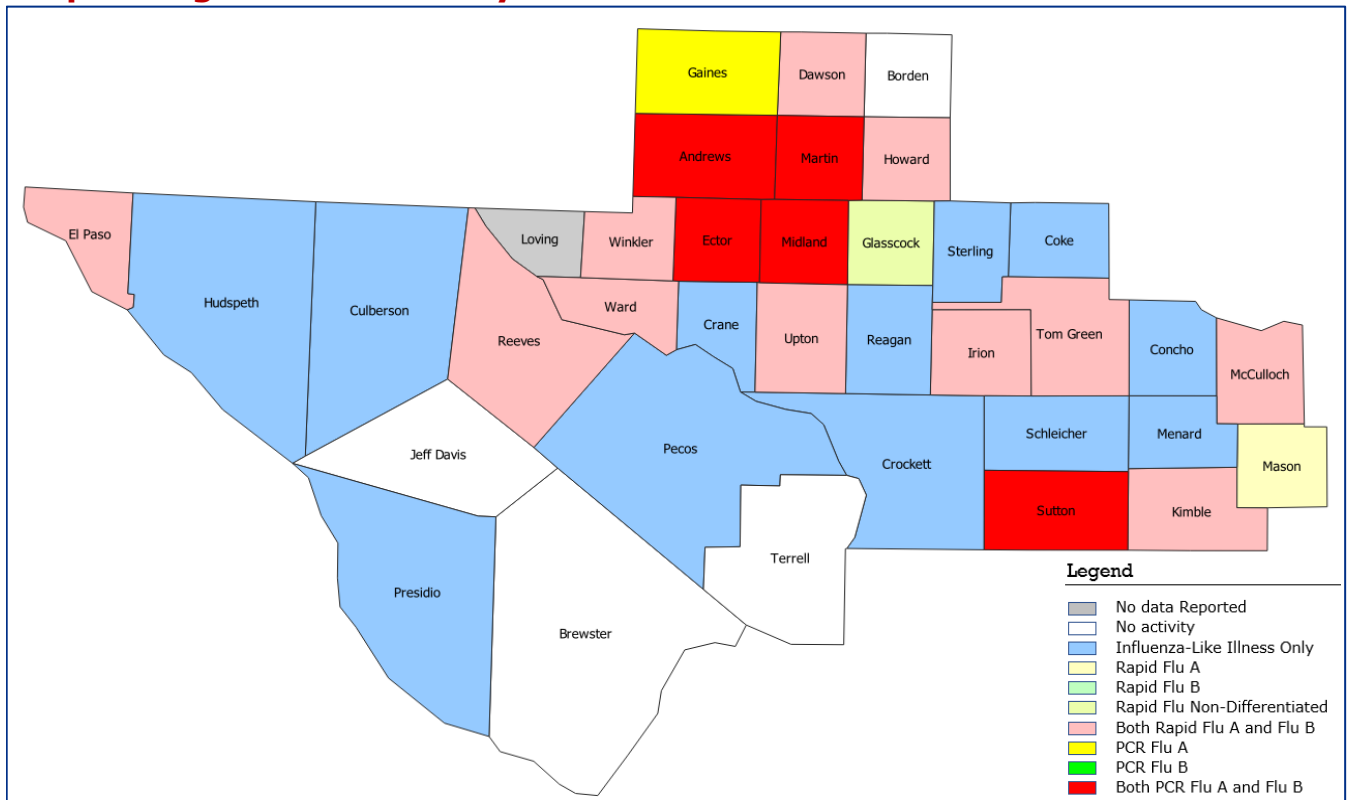 Gaines
Dawson
Borden
Andrews
Martin
Howard
El Paso
Loving
Winkler
Ector
Midland
Glasscock
Sterling
Coke
Hudspeth
Culberson
Reeves
Ward
Crane
Upton
Reagan
Irion
Tom Green
Concho
McCulloch
Jeff Davis
Pecos
Crockett
Schleicher
Menard
Mason
Sutton
Kimble
Terrell
Presidio
Brewster
Legend
No data Reported
No activity
Influenza-Like Illness Only
Rapid Flu A
Rapid Flu B
Rapid Flu Non-Differentiated
Both Rapid Flu A and Flu B
PCR Flu A
PCR Flu B
Both PCR Flu A and Flu B